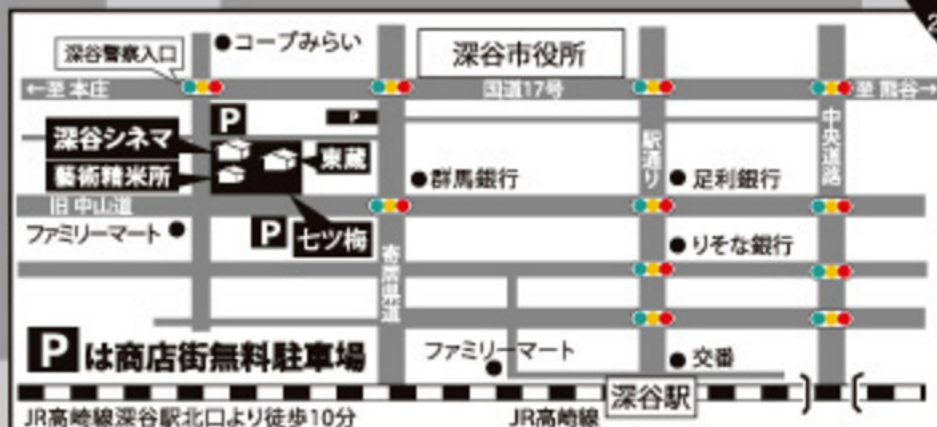 コープみらい
深谷警察入口
深谷市役所
←至 本庄
国道17号
至 熊谷→
P
P
深谷シネマ
東蔵
藝術精米所
駅通り
中央道路
群馬銀行
足利銀行
旧 中山道
ファミリーマート
P
七ツ梅
りそな銀行
Pは商店街無料駐車場
ファミリーマート
交番
深谷駅
JR高崎線深谷駅北口より徒歩10分
JR高崎線